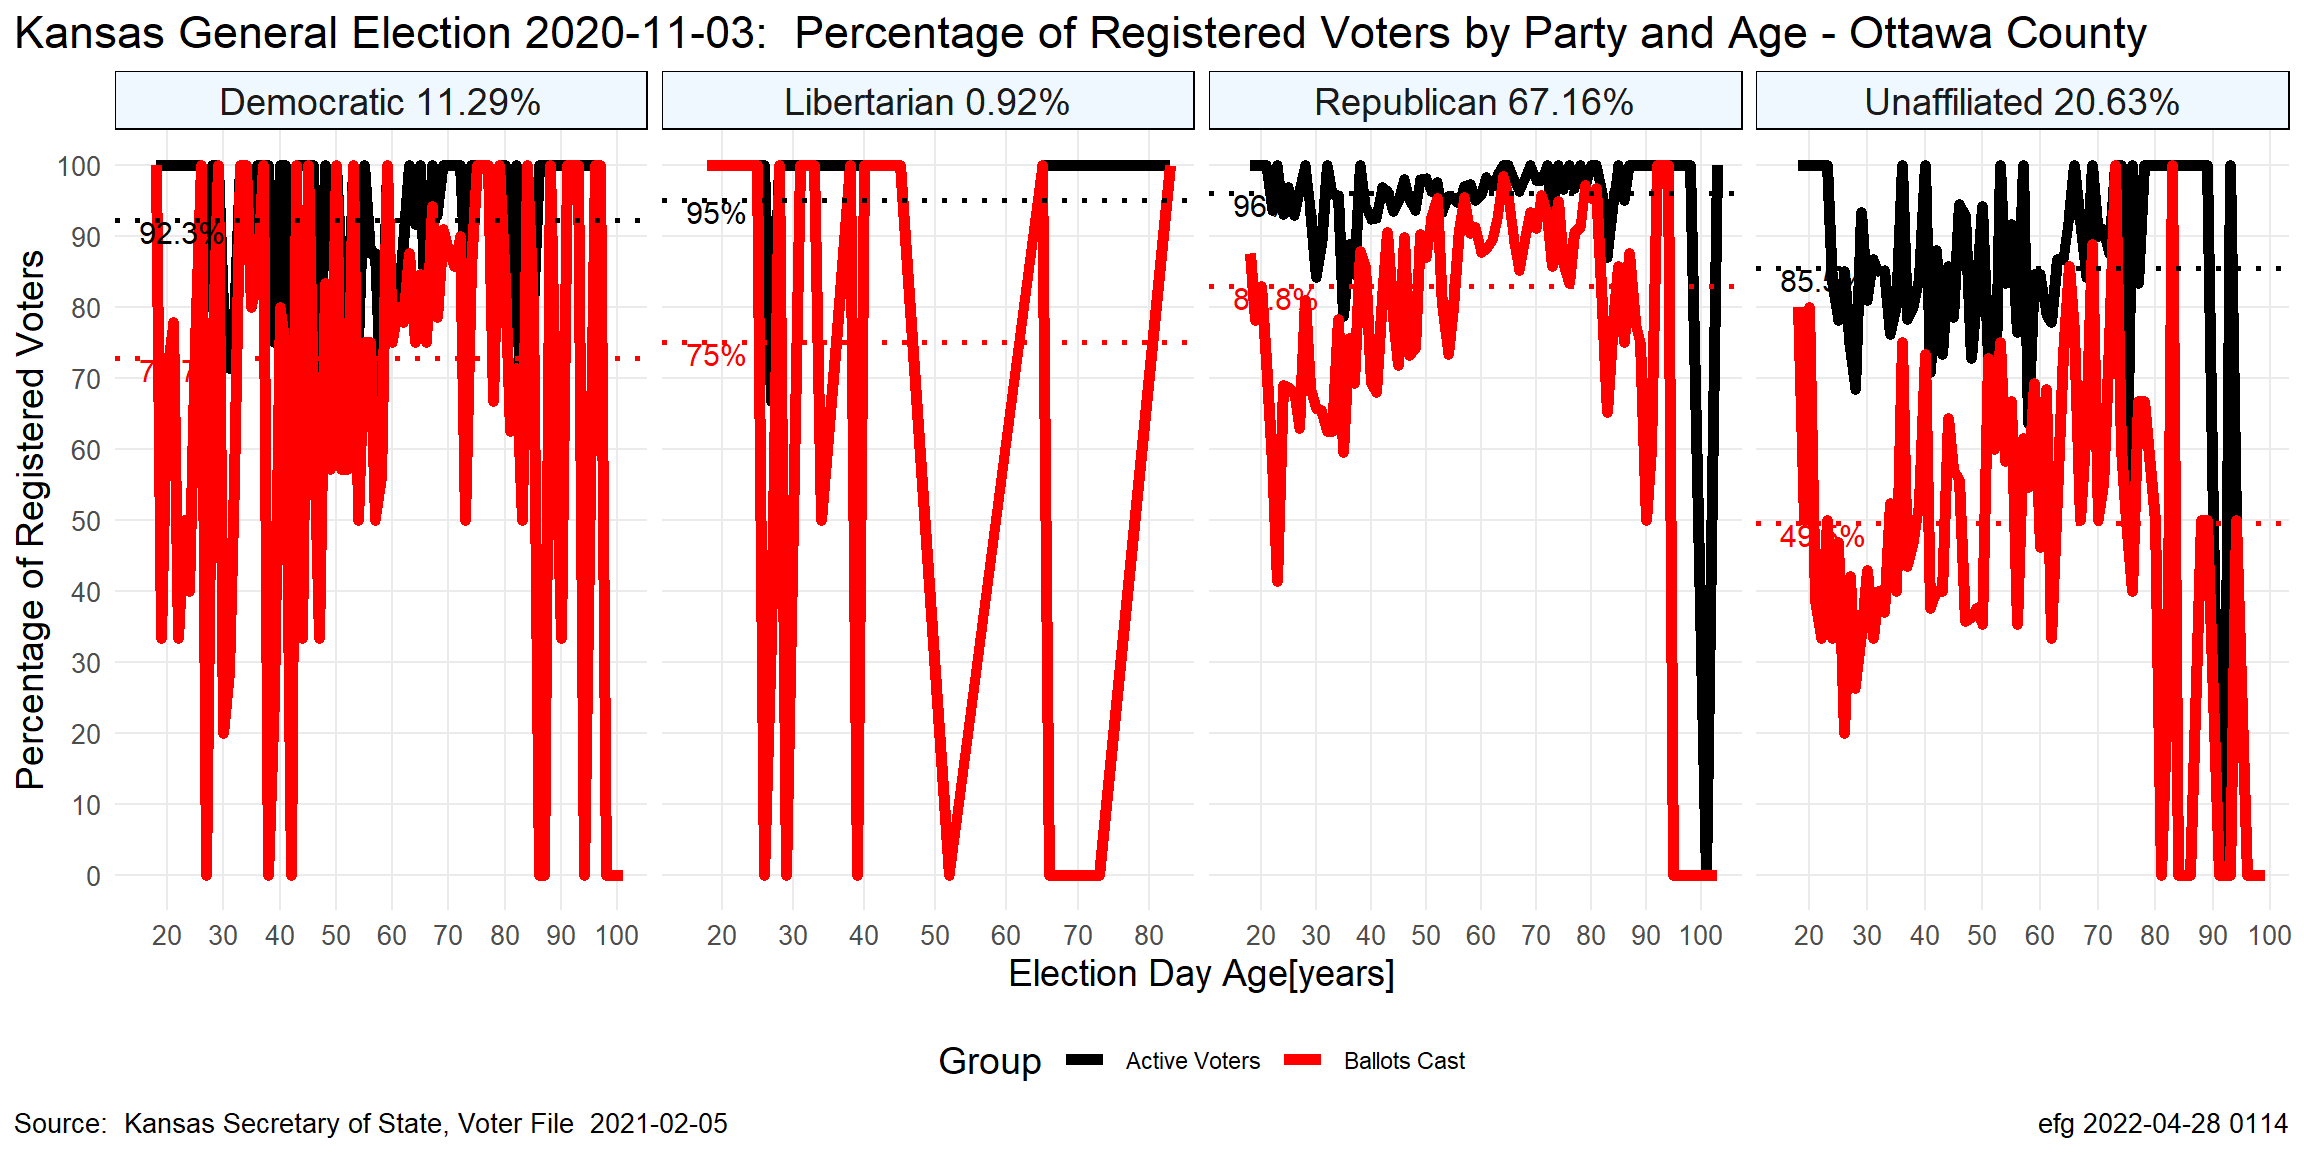 Kansas General Election 2020-11-03:  Percentage of Registered Voters by Party and Age - Ottawa County
Democratic 11.29%
Libertarian 0.92%
Republican 67.16%
Unaffiliated 20.63%
Percentage of Registered Voters
100
90
80
70
60
50
40
30
20
10
0
92.3%
95%
75%
85.5%
49.5%
20 30 40 50 60 70 80 90 100
20 30 40 50 60 70 80
20 30 40 50 60 70 80 90 100
20 30 40 50 60 70 80 90 100
Election Day Age[years]
Group Active Voters Ballots Cast
Source:  Kansas Secretary of State, Voter File  2021-02-05
efg 2022-04-28 0114